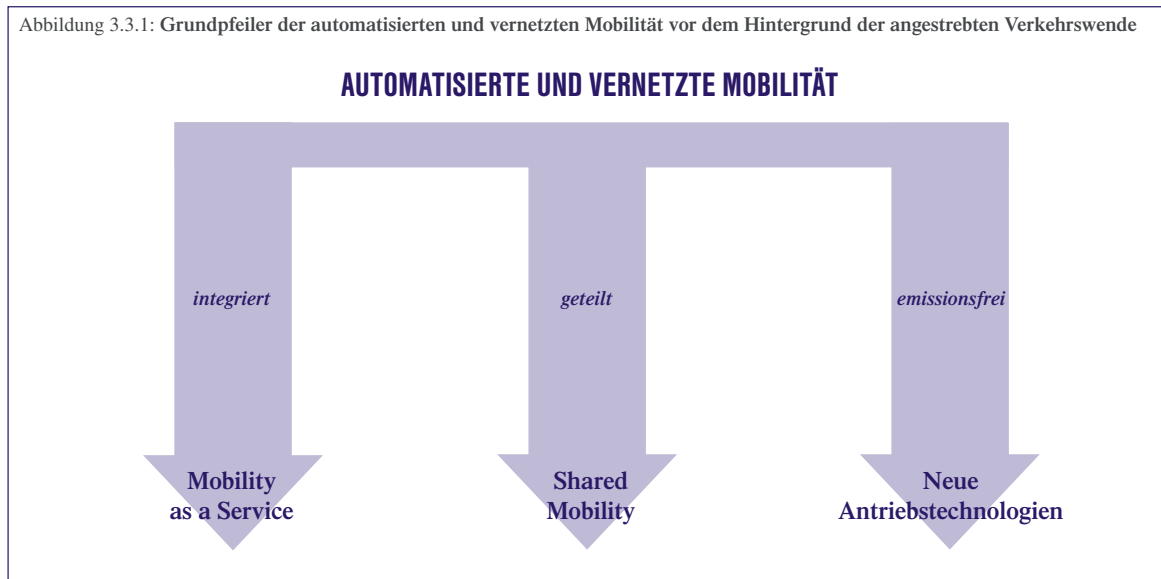 Abbildung 3.3.1: Grundpfeiler der automatisierten und vernetzten Mobilität vor dem Hintergrund der angestrebten Verkehrswende
AUTOMATISIERTE UND VERNETZTE MOBILITÄT
integriert
geteilt
emissionsfrei
Mobility
as a Service
Shared
Mobility
Neue
Antriebstechnologien